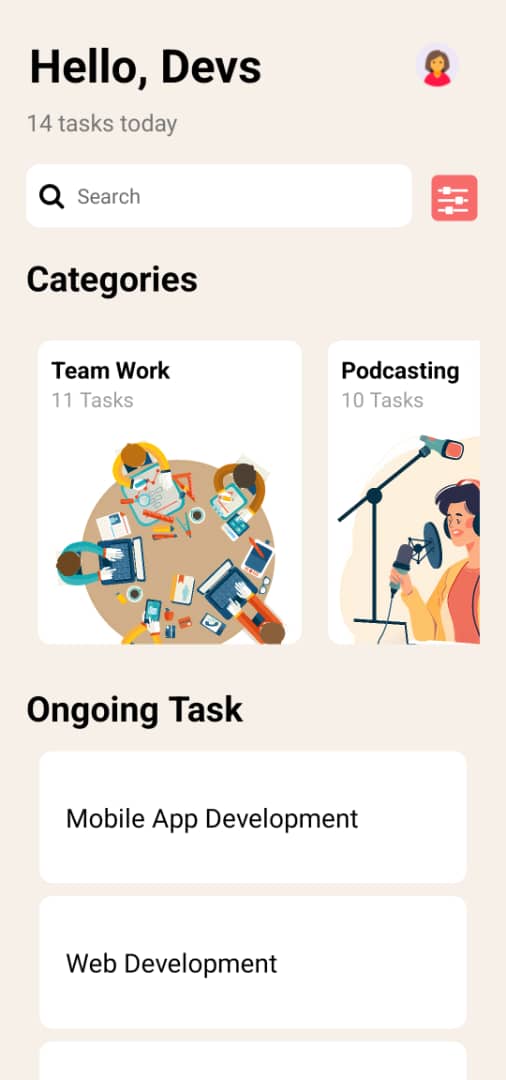 Hello, Devs
14 tasks today
Search
Categories
Team Work
11 Tasks
Podcasting
10 Tasks
Ongoing Task
Mobile App Development
Web Development